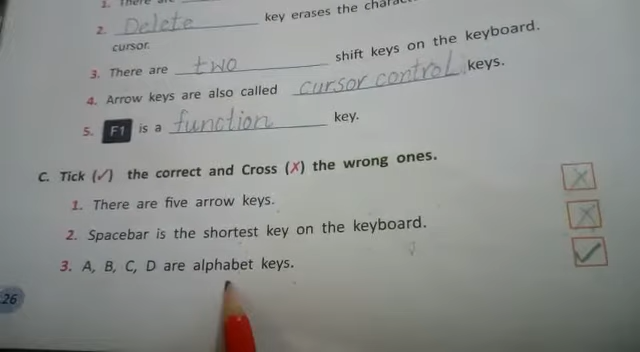 1. There are
2. Delete key erases the
cursor.
3. There are two shift keys on the keyboard.
4. Arrow keys are also called cursor control keys.
5. F1 is a function key.
C. Tick (✓) the correct and Cross (✗) the wrong ones.
1. There are five arrow keys. ✗
2. Spacebar is the shortest key on the keyboard. ✗
3. A, B, C, D are alphabet keys. ✓
26